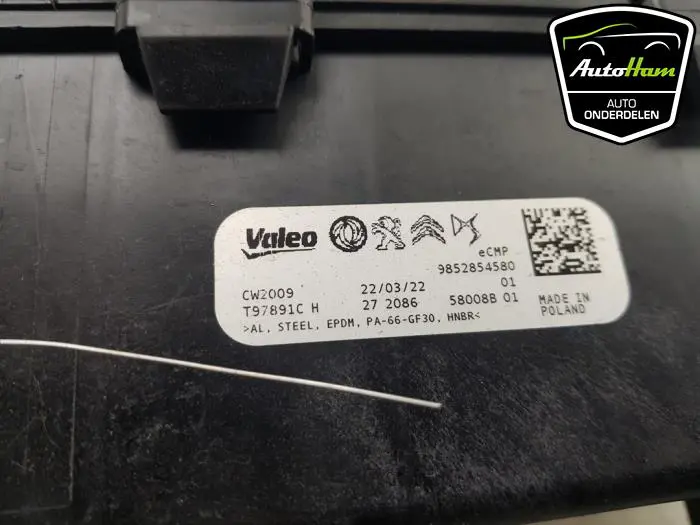 AutoHam
AUTO
ONDERDELEN
Valeo
eCMP
9852854580
CW2009 22/03/22 01
T97891C H 27 2086 58008B 01
MADE IN
POLAND
>AL, STEEL, EPDM, PA-66-GF30, HNBR<